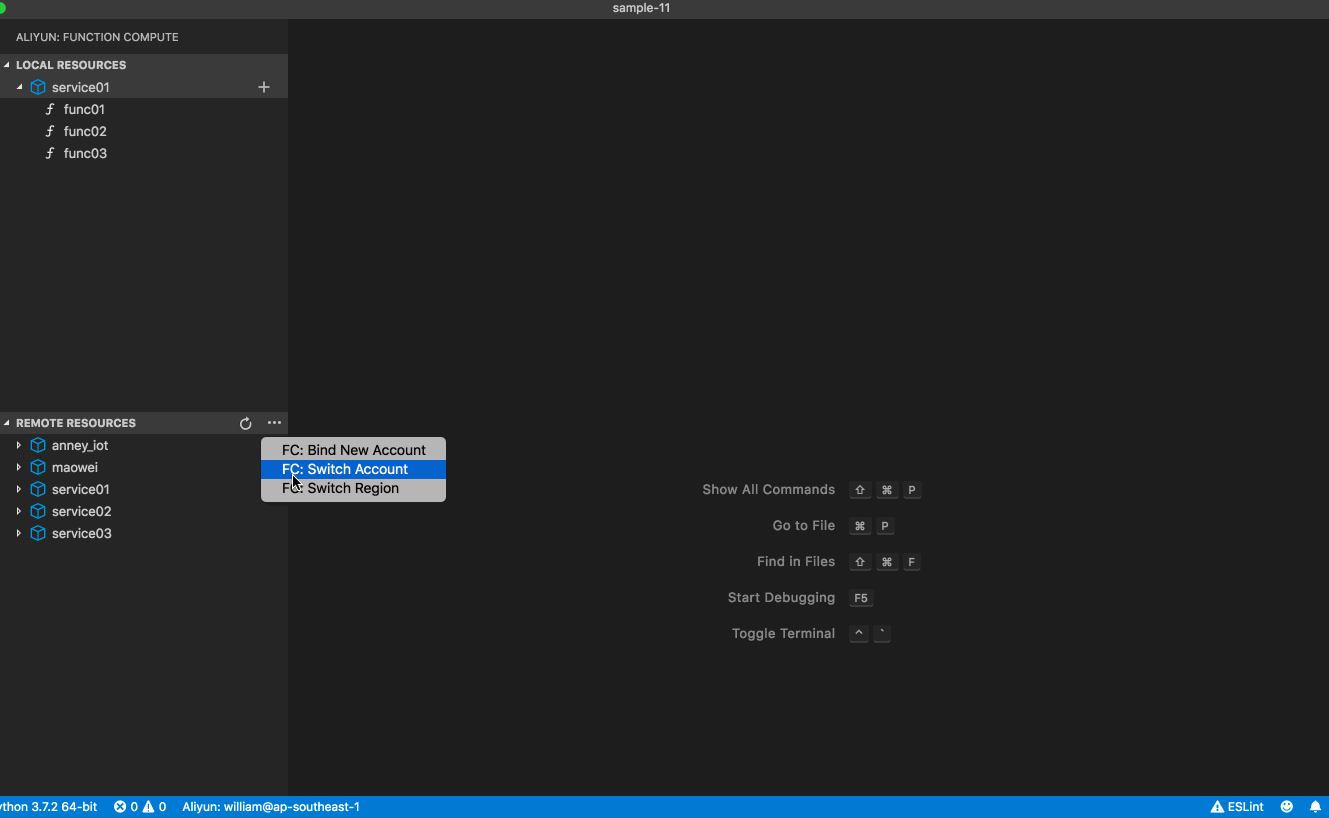 sample-11
ALIYUN: FUNCTION COMPUTE
LOCAL RESOURCES
service01
func01
func02
func03
REMOTE RESOURCES
anney_iot
maowei
service01
service02
service03
FC: Bind New Account
FC: Switch Account
FC: Switch Region
Show All Commands ⇧ ⌘ P
Go to File ⌘ P
Find in Files ⇧ ⌘ F
Start Debugging F5
Toggle Terminal ^ `
ython 3.7.2 64-bit 0 0 Aliyun: william@ap-southeast-1 ESLint